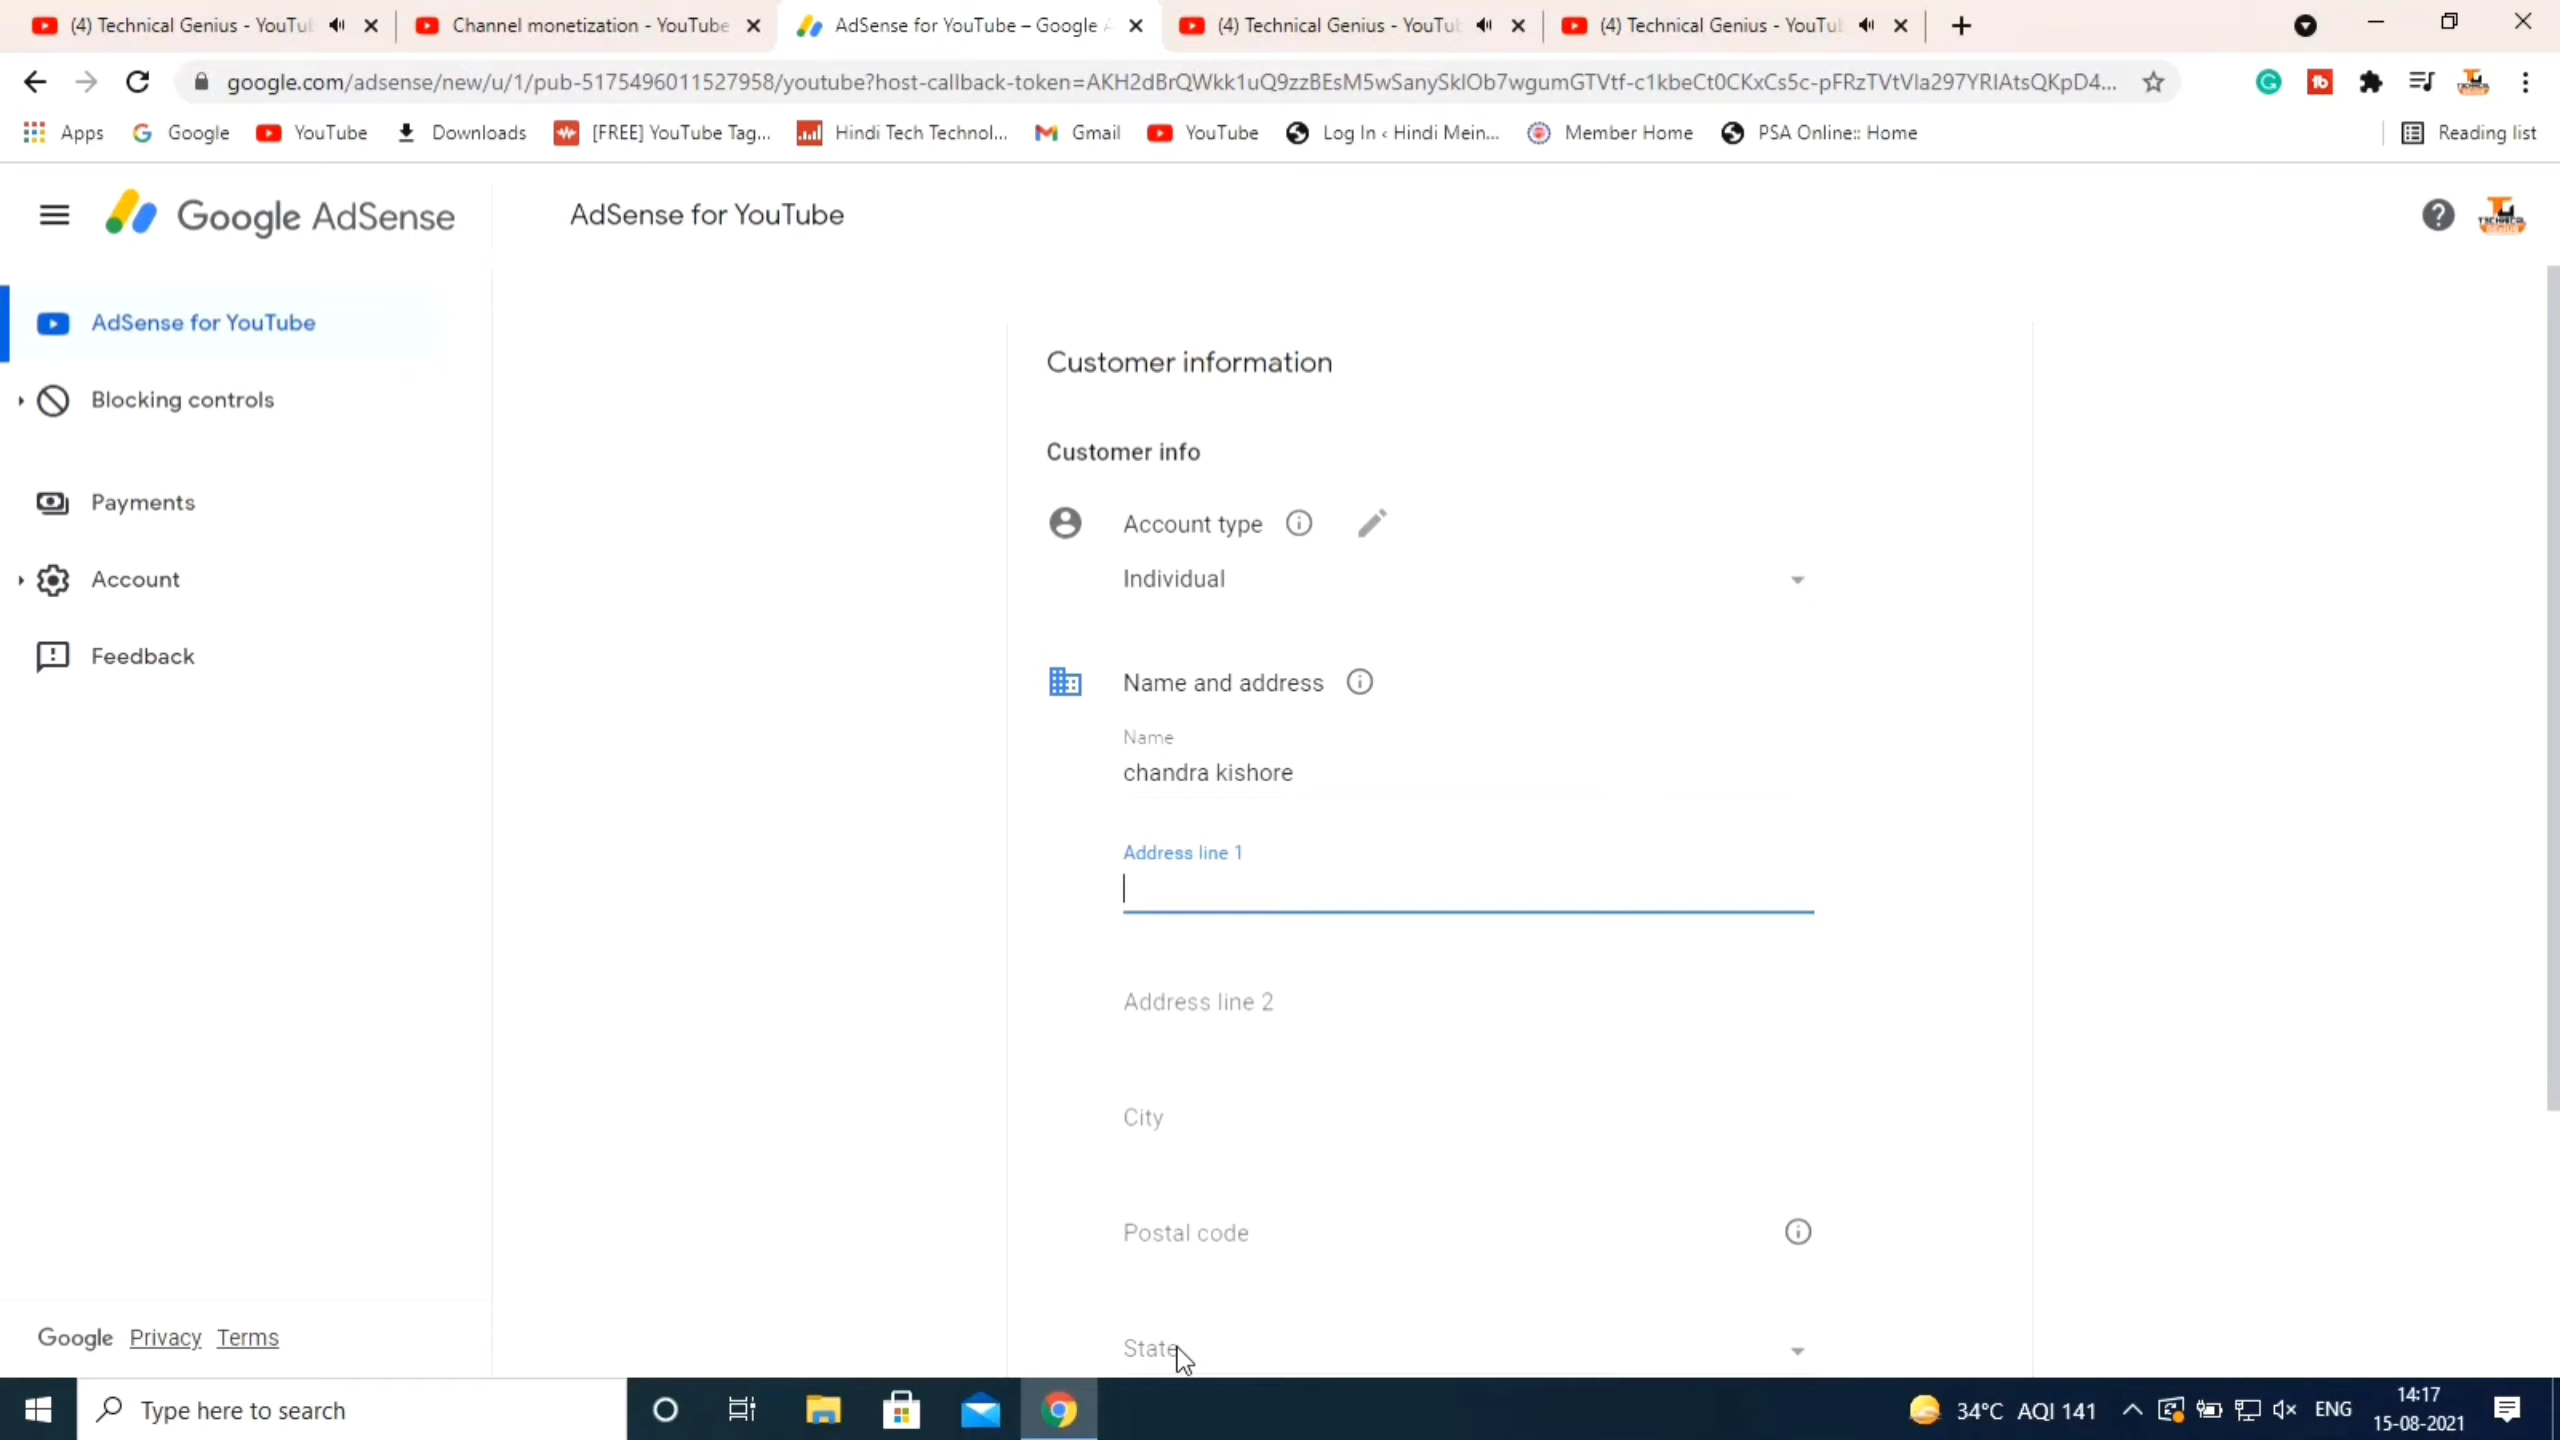 (4) Technical Genius - YouTu
Channel monetization - YouTube
AdSense for YouTube – Google
(4) Technical Genius - YouTu
(4) Technical Genius - YouTu
google.com/adsense/new/u/1/pub-5175496011527958/youtube?host-callback-token=AKH2dBrQWkk1uQ9zzBEsM5wSanySklOb7wgumGTVtf-c1kbeCt0CKxCs5c-pFRzTVtVIa297YRIAtsQKpD4...
Apps
Google
YouTube
Downloads
[FREE] YouTube Tag...
Hindi Tech Technol...
Gmail
YouTube
Log In ‹ Hindi Mein...
Member Home
PSA Online:: Home
Reading list
Google AdSense
AdSense for YouTube
AdSense for YouTube
Blocking controls
Payments
Account
Feedback
Customer information
Customer info
Account type
Individual
Name and address
Name
chandra kishore
Address line 1
Address line 2
City
Postal code
State
Google Privacy Terms
Type here to search
34°C AQI 141
ENG
14:17
15-08-2021